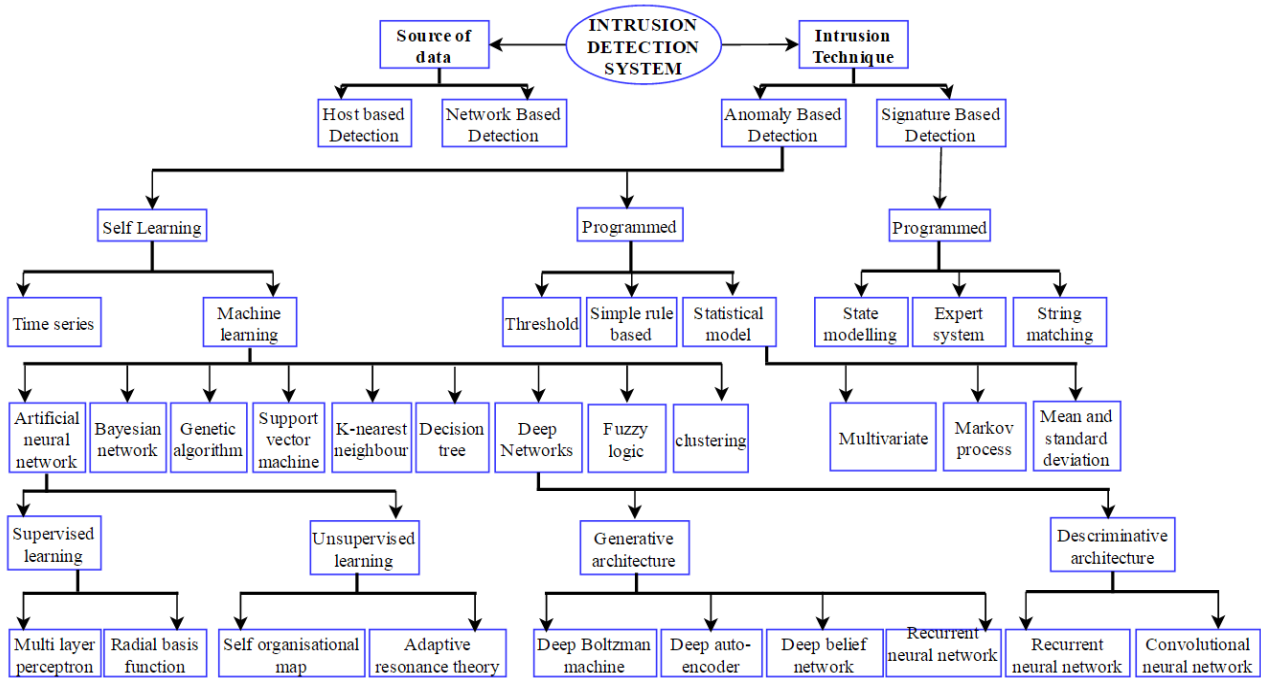 INTRUSION
DETECTION
SYSTEM
Source of
data
Intrusion
Technique
Host based
Detection
Network Based
Detection
Anomaly Based
Detection
Signature Based
Detection
Self Learning
Programmed
Programmed
Time series
Machine
learning
Threshold
Simple rule
based
Statistical
model
State
modelling
Expert
system
String
matching
Artificial
neural
network
Bayesian
network
Genetic
algorithm
Support
vector
machine
K-nearest
neighbour
Decision
tree
Deep
Networks
Fuzzy
logic
clustering
Multivariate
Markov
process
Mean and
standard
deviation
Supervised
learning
Unsupervised
learning
Generative
architecture
Descriminative
architecture
Multi layer
perceptron
Radial basis
function
Self organisational
map
Adaptive
resonance theory
Deep Boltzman
machine
Deep auto-
encoder
Deep belief
network
Recurrent
neural network
Recurrent
neural network
Convolutional
neural network